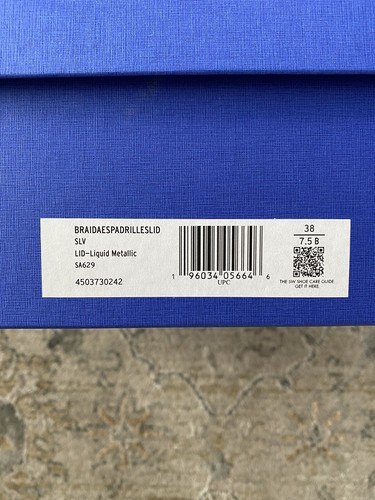 BRAIDAESPADRILLESLID
SLV
LID-Liquid Metallic
SA629
4503730242
1 96034 05664 6
UPC
38
7.5 B
THE SW SHOE CARE GUIDE
GET IT HERE